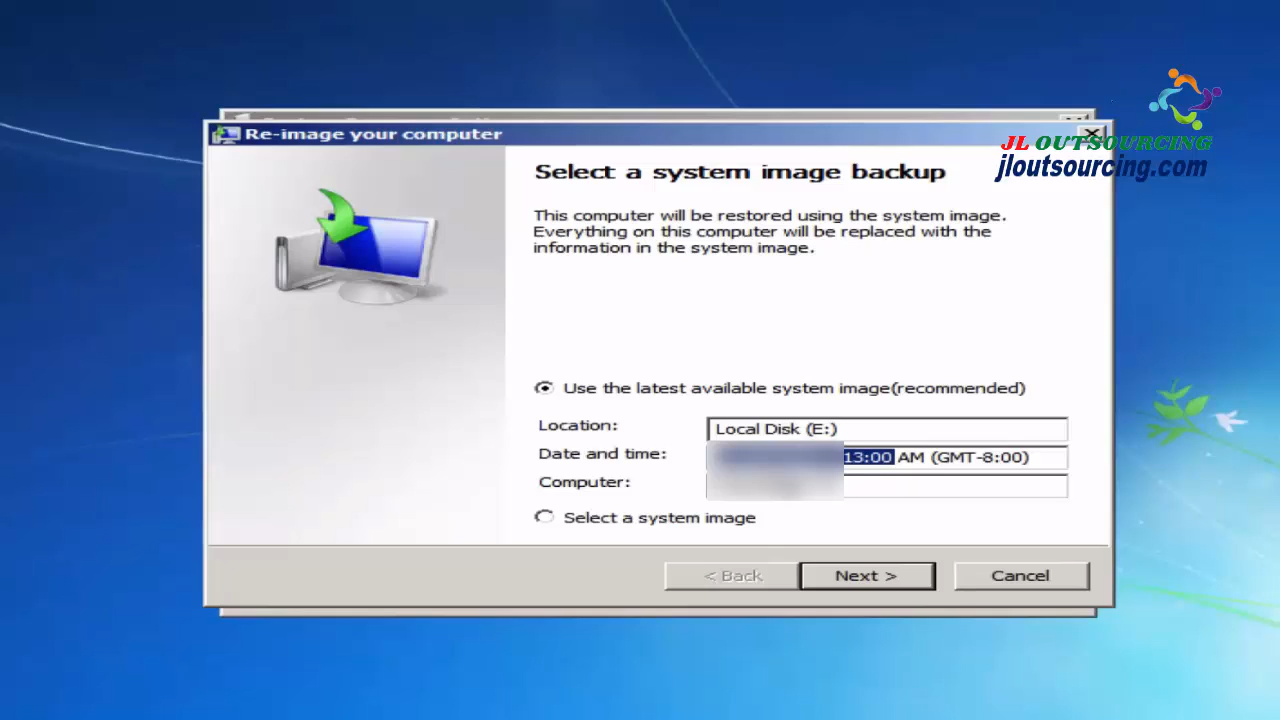 JL OUTSOURCING
jloutsourcing.com
Re-image your computer
Select a system image backup
This computer will be restored using the system image.
Everything on this computer will be replaced with the
information in the system image.
Use the latest available system image(recommended)
Location: Local Disk (E:)
Date and time: 13:00 AM (GMT-8:00)
Computer:
Select a system image
< Back Next > Cancel